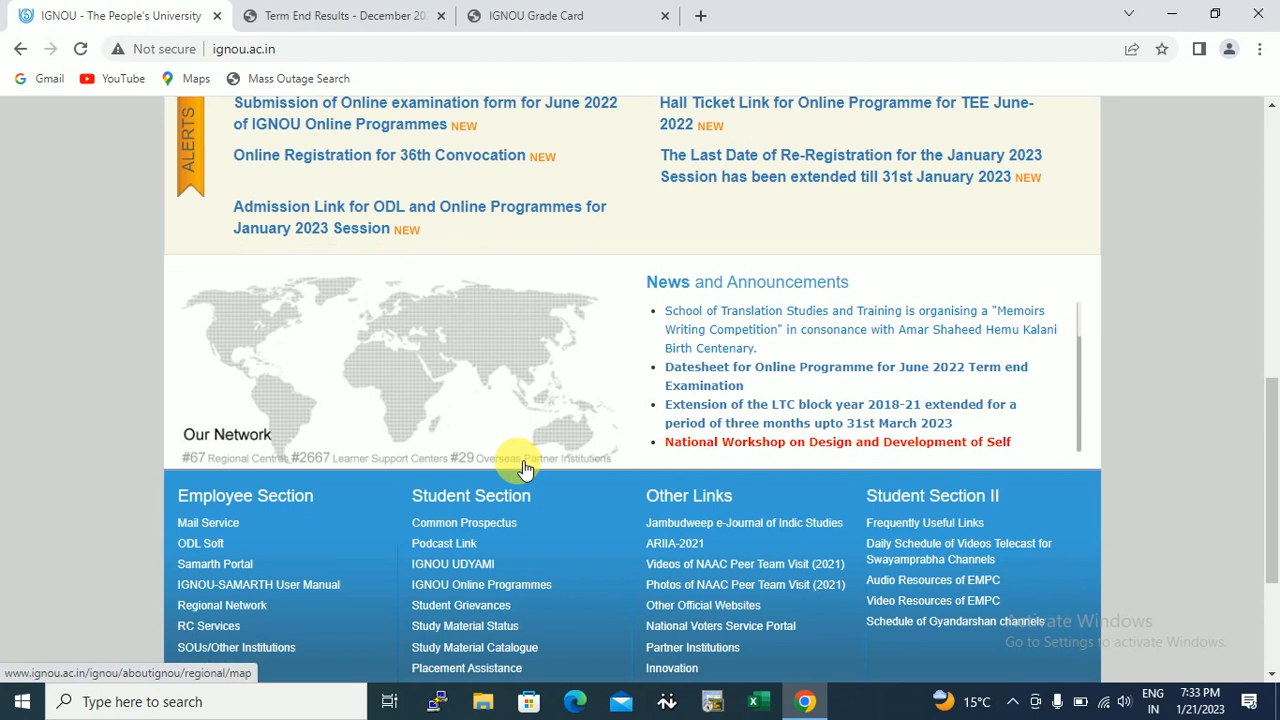 IGNOU - The People's University
Term End Results - December 20
IGNOU Grade Card
Not secure
ignou.ac.in
Gmail
YouTube
Maps
Mass Outage Search
ALERTS
Submission of Online examination form for June 2022
of IGNOU Online Programmes NEW
Online Registration for 36th Convocation NEW
Admission Link for ODL and Online Programmes for
January 2023 Session NEW
Hall Ticket Link for Online Programme for TEE June-
2022 NEW
The Last Date of Re-Registration for the January 2023
Session has been extended till 31st January 2023 NEW
Our Network
#67 Regional Centres #2667 Learner Support Centers #29 Overseas Partner Institutions
News and Announcements
School of Translation Studies and Training is organising a "Memoirs
Writing Competition" in consonance with Amar Shaheed Hemu Kalani
Birth Centenary.
Datesheet for Online Programme for June 2022 Term end
Examination
Extension of the LTC block year 2018-21 extended for a
period of three months upto 31st March 2023
National Workshop on Design and Development of Self
Employee Section
Mail Service
ODL Soft
Samarth Portal
IGNOU-SAMARTH User Manual
Regional Network
RC Services
SOUs/Other Institutions
Student Section
Common Prospectus
Podcast Link
IGNOU UDYAMI
IGNOU Online Programmes
Student Grievances
Study Material Status
Study Material Catalogue
Placement Assistance
Other Links
Jambudweep e-Journal of Indic Studies
ARIIA-2021
Videos of NAAC Peer Team Visit (2021)
Photos of NAAC Peer Team Visit (2021)
Other Official Websites
National Voters Service Portal
Partner Institutions
Innovation
Student Section II
Frequently Useful Links
Daily Schedule of Videos Telecast for
Swayamprabha Channels
Audio Resources of EMPC
Video Resources of EMPC
Schedule of Gyandarshan channels
Activate Windows
Go to Settings to activate Windows.
www.ignou.ac.in/ignou/aboutignou/regional/map
Type here to search
15°C
ENG
IN
7:33 PM
1/21/2023